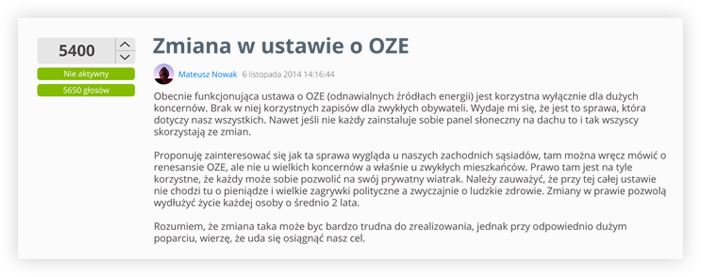 5400
Nie aktywny
5650 głosów
Zmiana w ustawie o OZE
Mateusz Nowak 6 listopada 2014 14:16:44
Obecnie funkcjonująca ustawa o OZE (odnawialnych źródłach energii) jest korzystna wyłącznie dla dużych
koncernów. Brak w niej korzystnych zapisów dla zwykłych obywateli. Wydaje mi się, że jest to sprawa, która
dotyczy nasz wszystkich. Nawet jeśli nie każdy zainstaluje sobie panel słoneczny na dachu to i tak wszyscy
skorzystają ze zmian.
Proponuję zainteresować się jak ta sprawa wygląda u naszych zachodnich sąsiadów, tam można wręcz mówić o
renesansie OZE, ale nie u wielkich koncernów a właśnie u zwykłych mieszkańców. Prawo tam jest na tyle
korzystne, że każdy może sobie pozwolić na swój prywatny wiatrak. Należy zauważyć, że przy tej całej ustawie
nie chodzi tu o pieniądze i wielkie zagrywki polityczne a zwyczajnie o ludzkie zdrowie. Zmiany w prawie pozwolą
wydłużyć życie każdej osoby o średnio 2 lata.
Rozumiem, że zmiana taka może byc bardzo trudna do zrealizowania, jednak przy odpowiednio dużym
poparciu, wierzę, że uda się osiągnąć nasz cel.